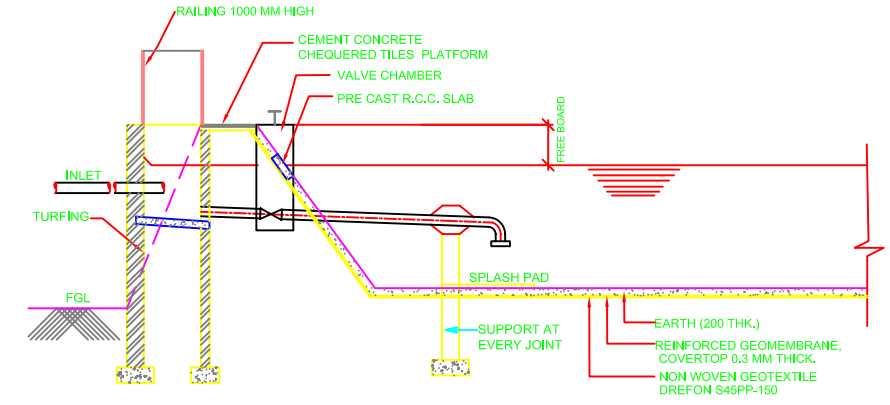 RAILING 1000 MM HIGH
CEMENT CONCRETE
CHEQUERED TILES PLATFORM
VALVE CHAMBER
PRE CAST R.C.C. SLAB
FREE BOARD
INLET
TURFING
FGL
SPLASH PAD
SUPPORT AT
EVERY JOINT
EARTH (200 THK.)
REINFORCED GEOMEMBRANE,
COVERTOP 0.3 MM THICK.
NON WOVEN GEOTEXTILE
DREFON S45PP-150